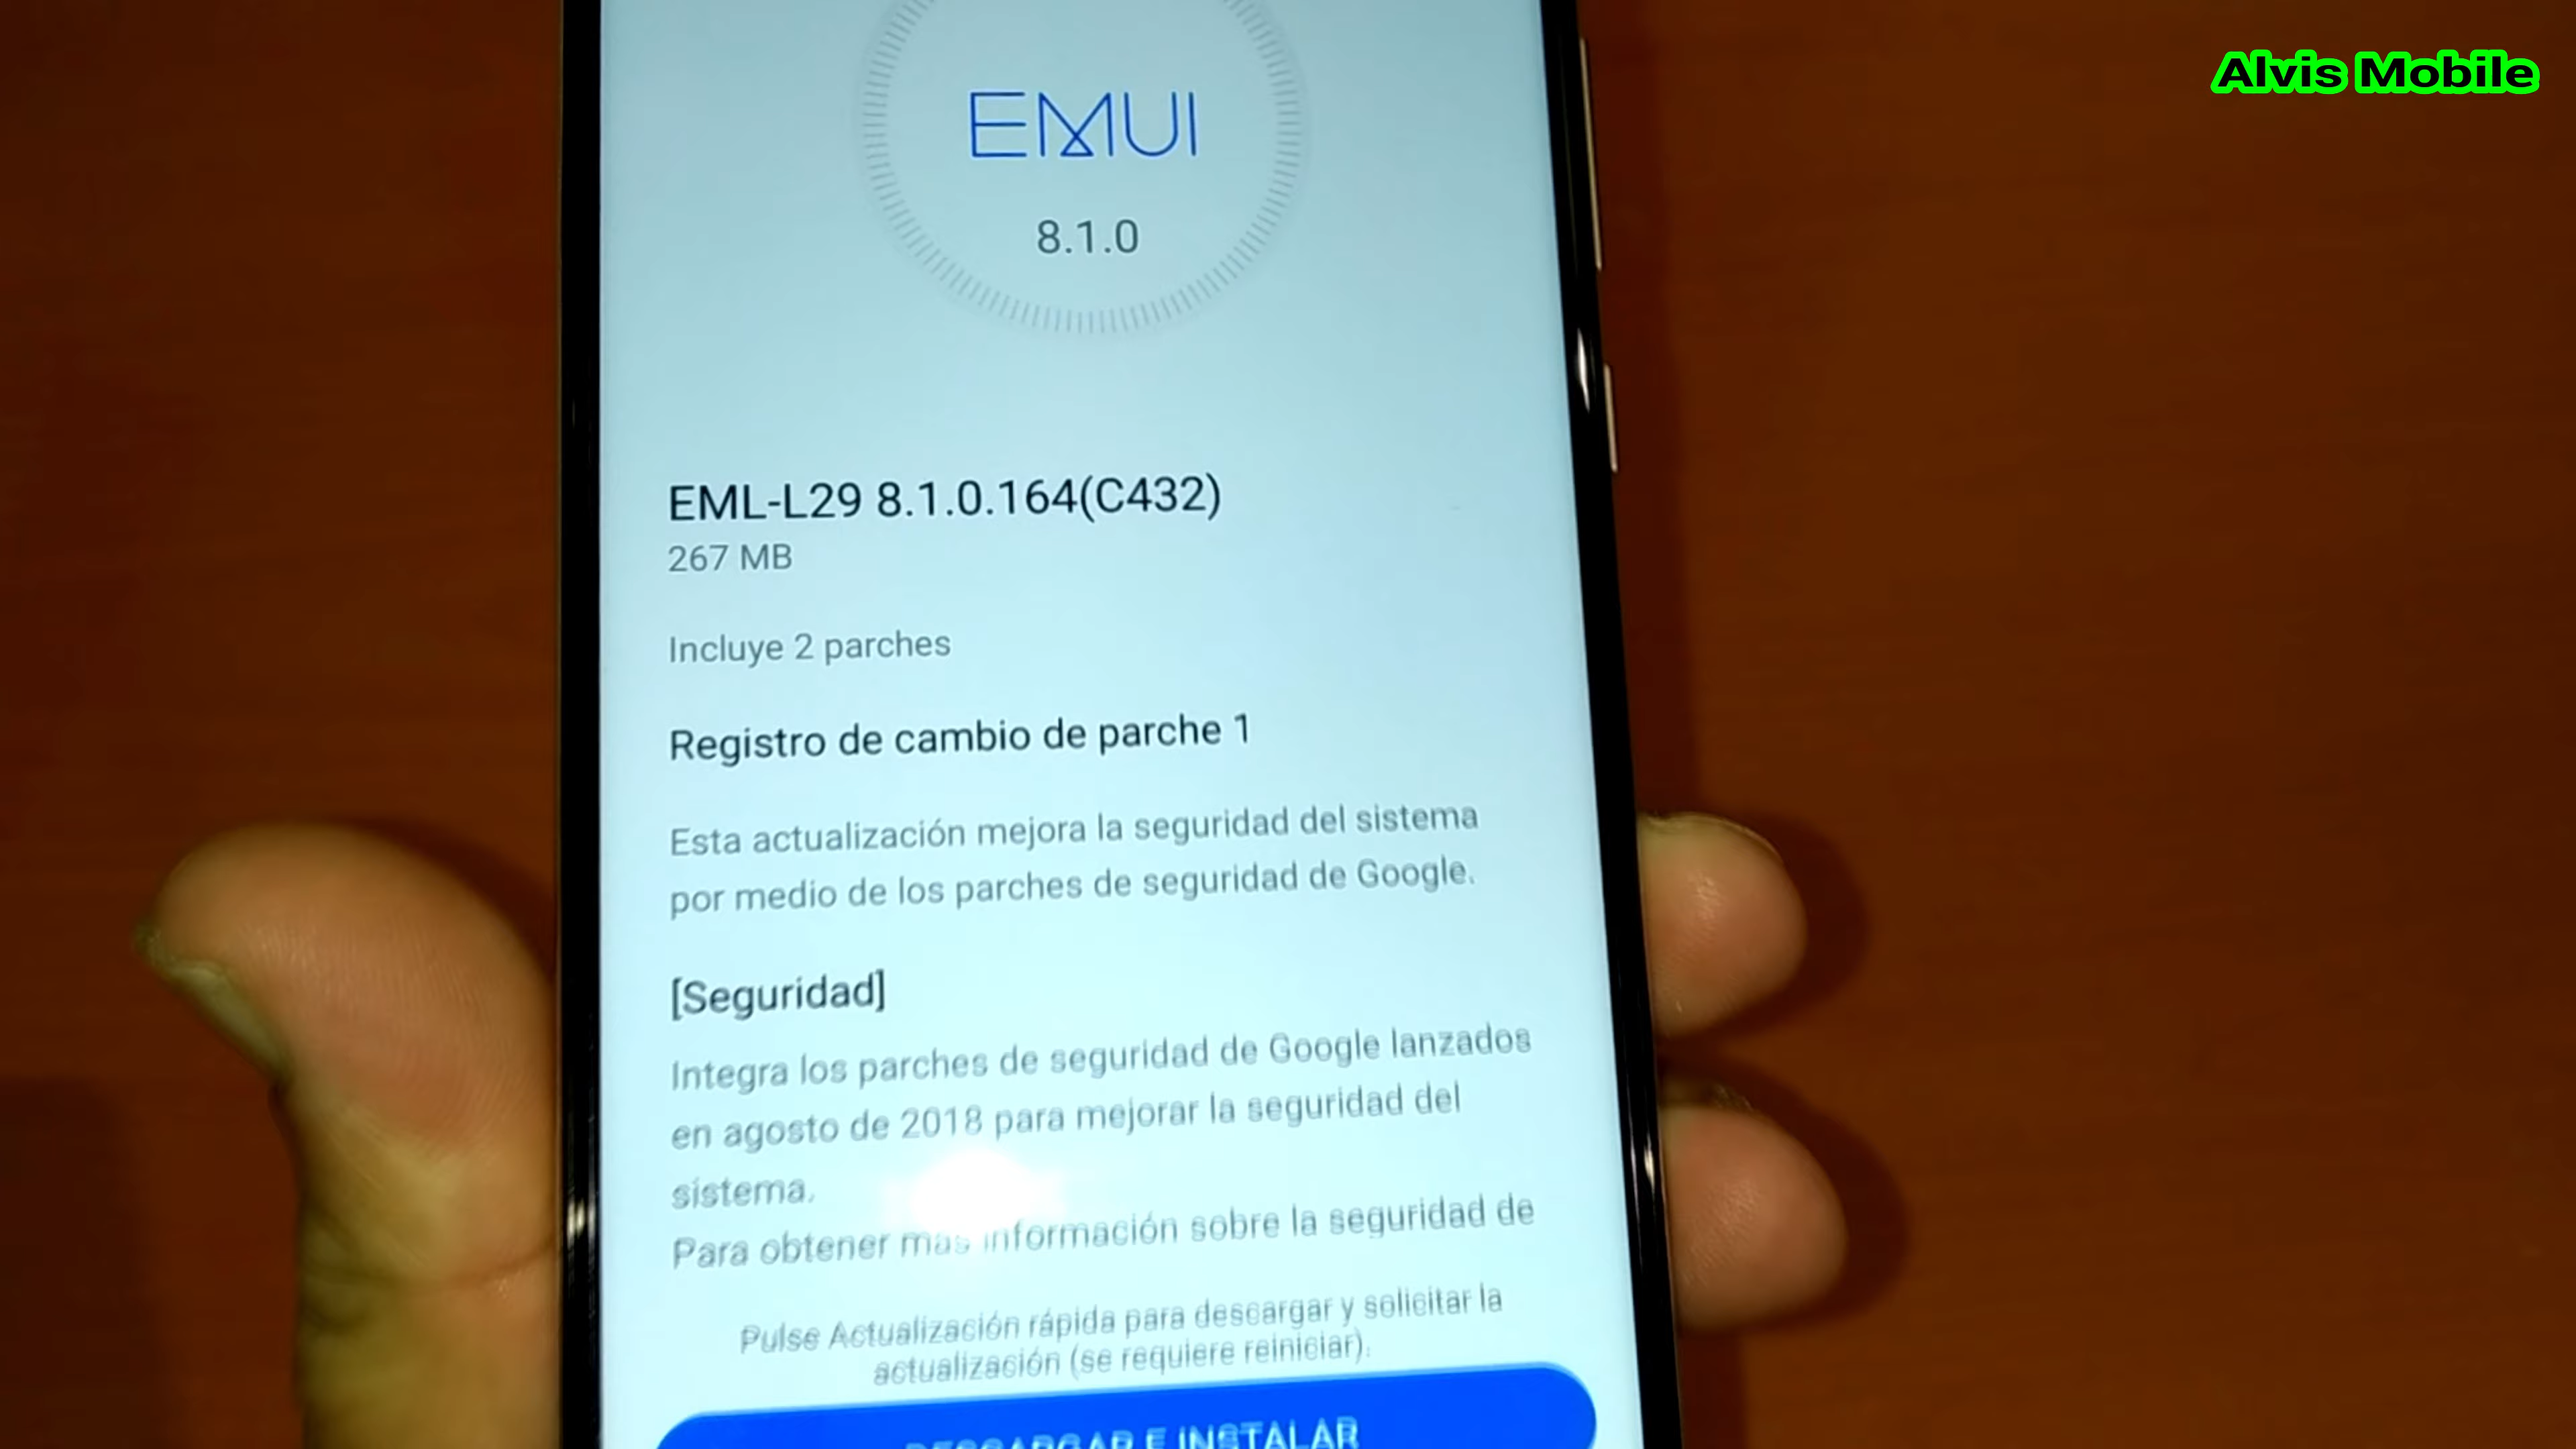 Alvis Mobile
EMUI
8.1.0
EML-L29 8.1.0.164(C432)
267 MB
Incluye 2 parches
Registro de cambio de parche 1
Esta actualización mejora la seguridad del sistema
por medio de los parches de seguridad de Google.
[Seguridad]
Integra los parches de seguridad de Google lanzados
en agosto de 2018 para mejorar la seguridad del
sistema.
Para obtener mas información sobre la seguridad de
Pulse Actualización rápida para descargar y solicitar la
actualización (se requiere reiniciar).
DESCARGAR E INSTALAR